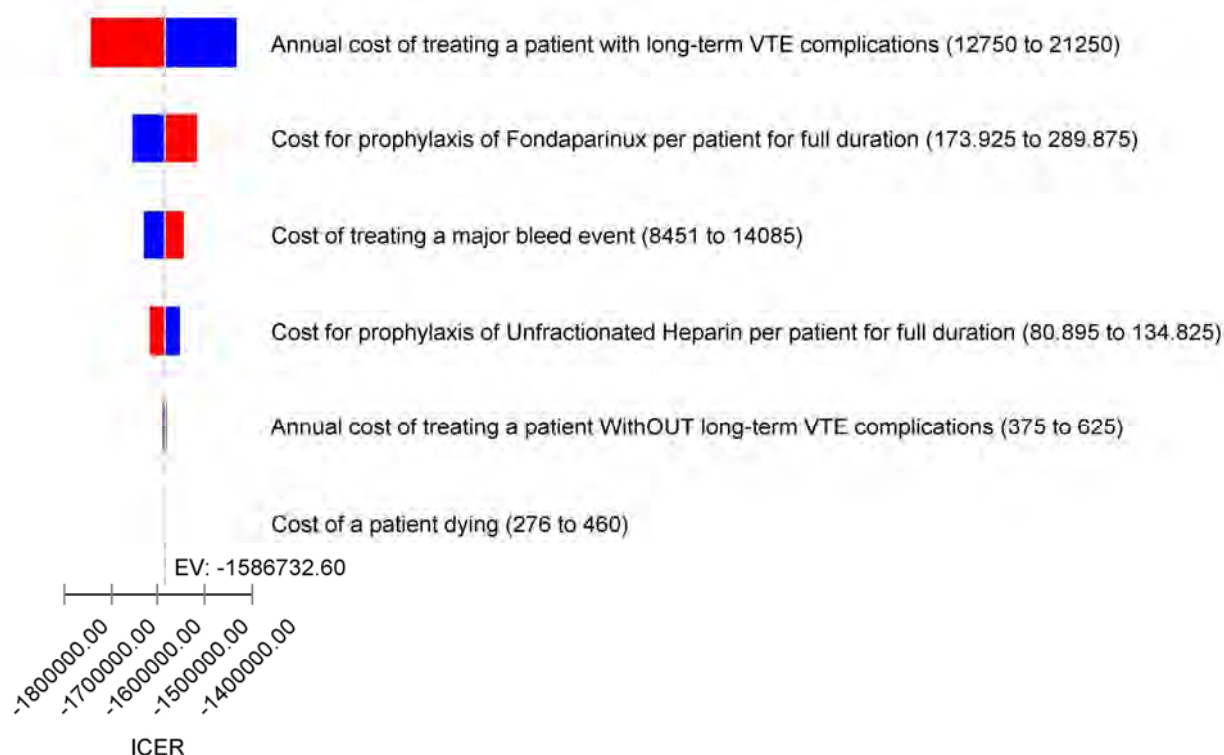 Annual cost of treating a patient with long-term VTE complications (12750 to 21250)
Cost for prophylaxis of Fondaparinux per patient for full duration (173.925 to 289.875)
Cost of treating a major bleed event (8451 to 14085)
Cost for prophylaxis of Unfractionated Heparin per patient for full duration (80.895 to 134.825)
Annual cost of treating a patient WithOUT long-term VTE complications (375 to 625)
Cost of a patient dying (276 to 460)
EV: -1586732.60
-1800000.00
-1700000.00
-1600000.00
-1500000.00
-1400000.00
ICER